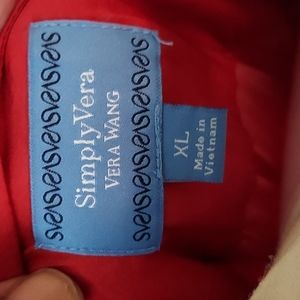 SimplyVera
VERA WANG
XL
Made in
Vietnam